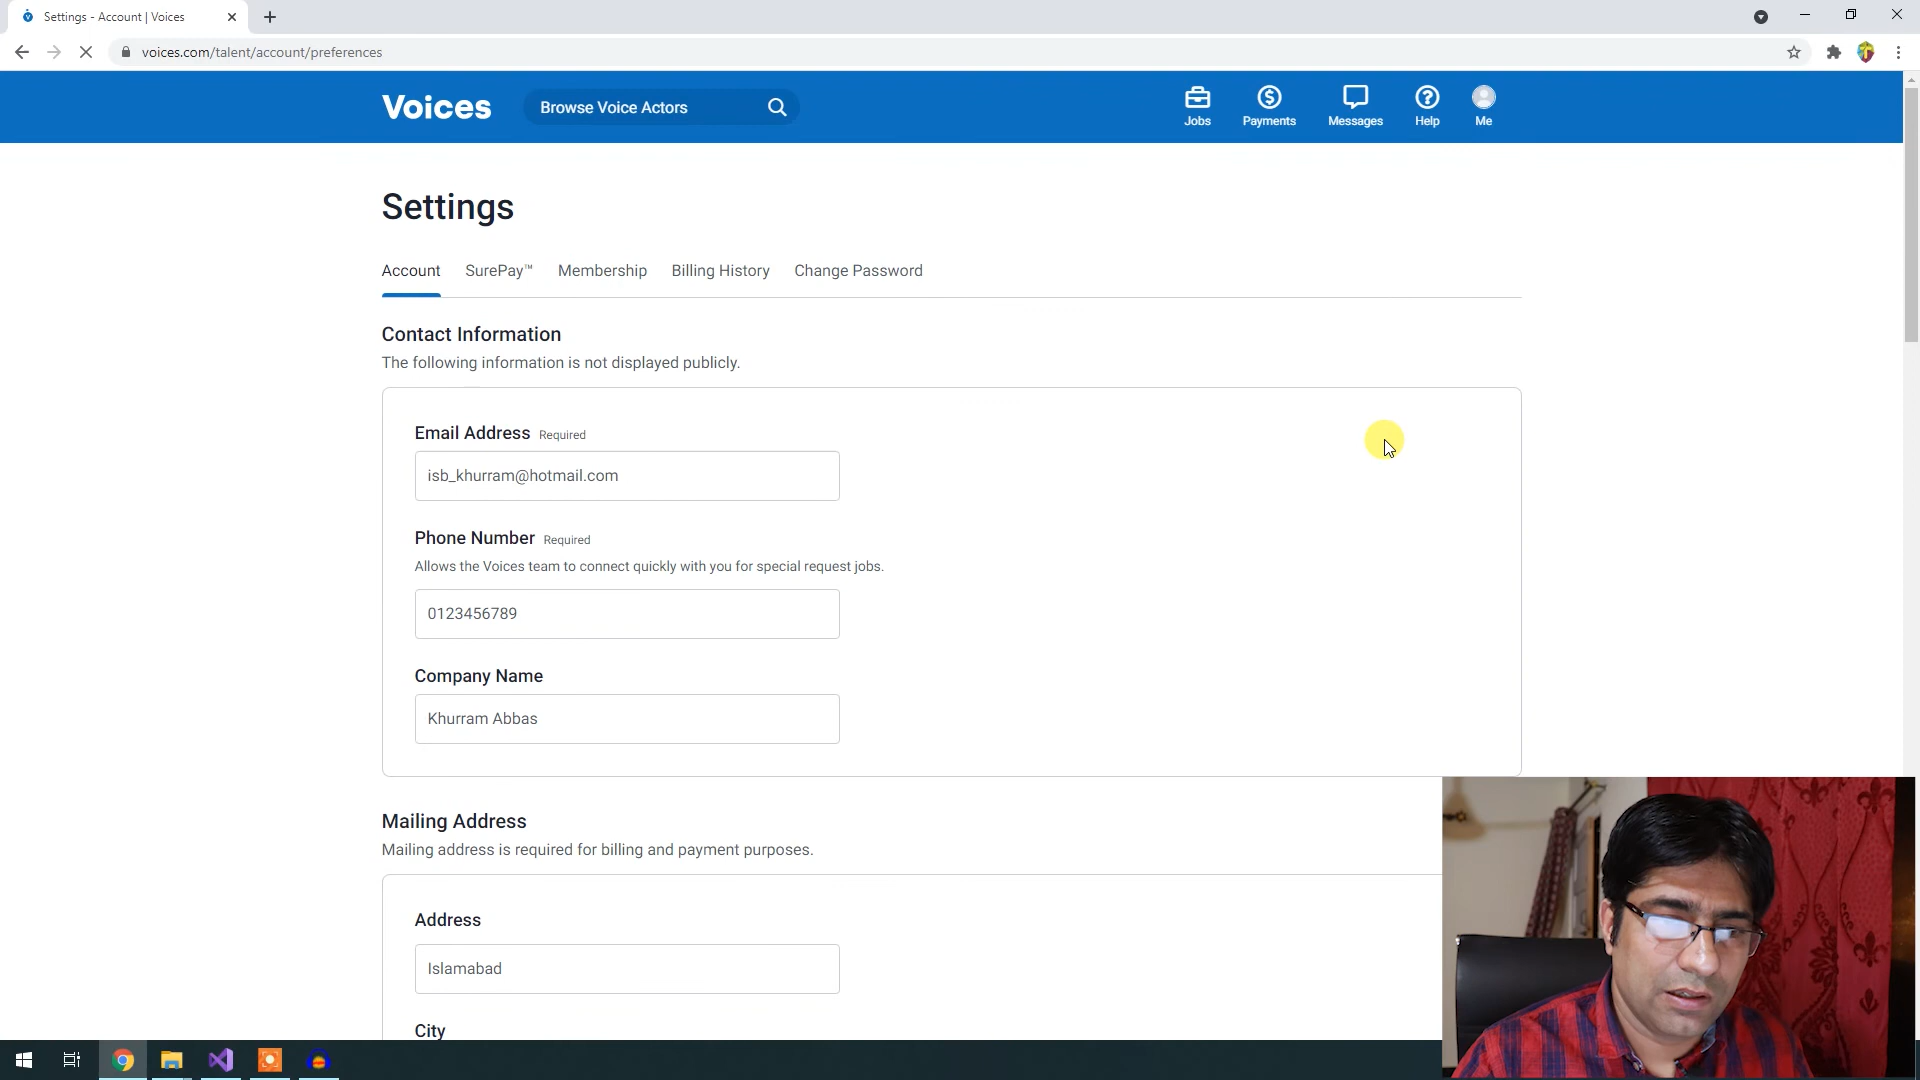 Settings - Account | Voices
voices.com/talent/account/preferences
Voices
Browse Voice Actors
Jobs
Payments
Messages
Help
Me
Settings
Account
SurePay™
Membership
Billing History
Change Password
Contact Information
The following information is not displayed publicly.
Email Address Required
isb_khurram@hotmail.com
Phone Number Required
Allows the Voices team to connect quickly with you for special request jobs.
0123456789
Company Name
Khurram Abbas
Mailing Address
Mailing address is required for billing and payment purposes.
Address
Islamabad
City